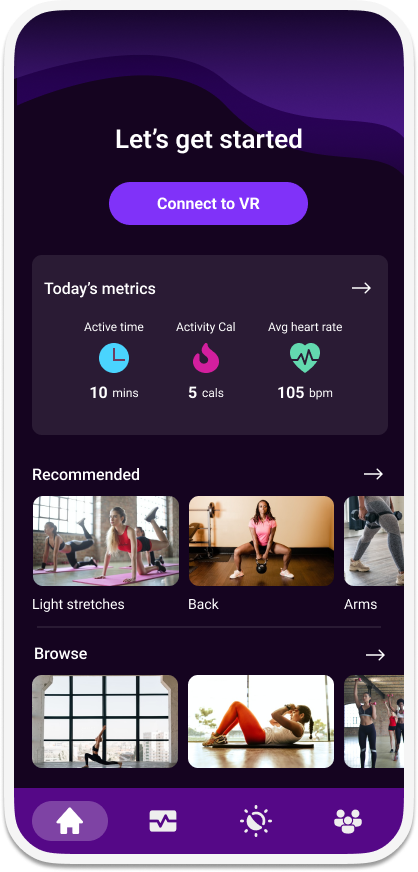 Let’s get started
Connect to VR
Today’s metrics
Active time Activity Cal Avg heart rate
10 mins 5 cals 105 bpm
Recommended
Light stretches Back Arms
Browse